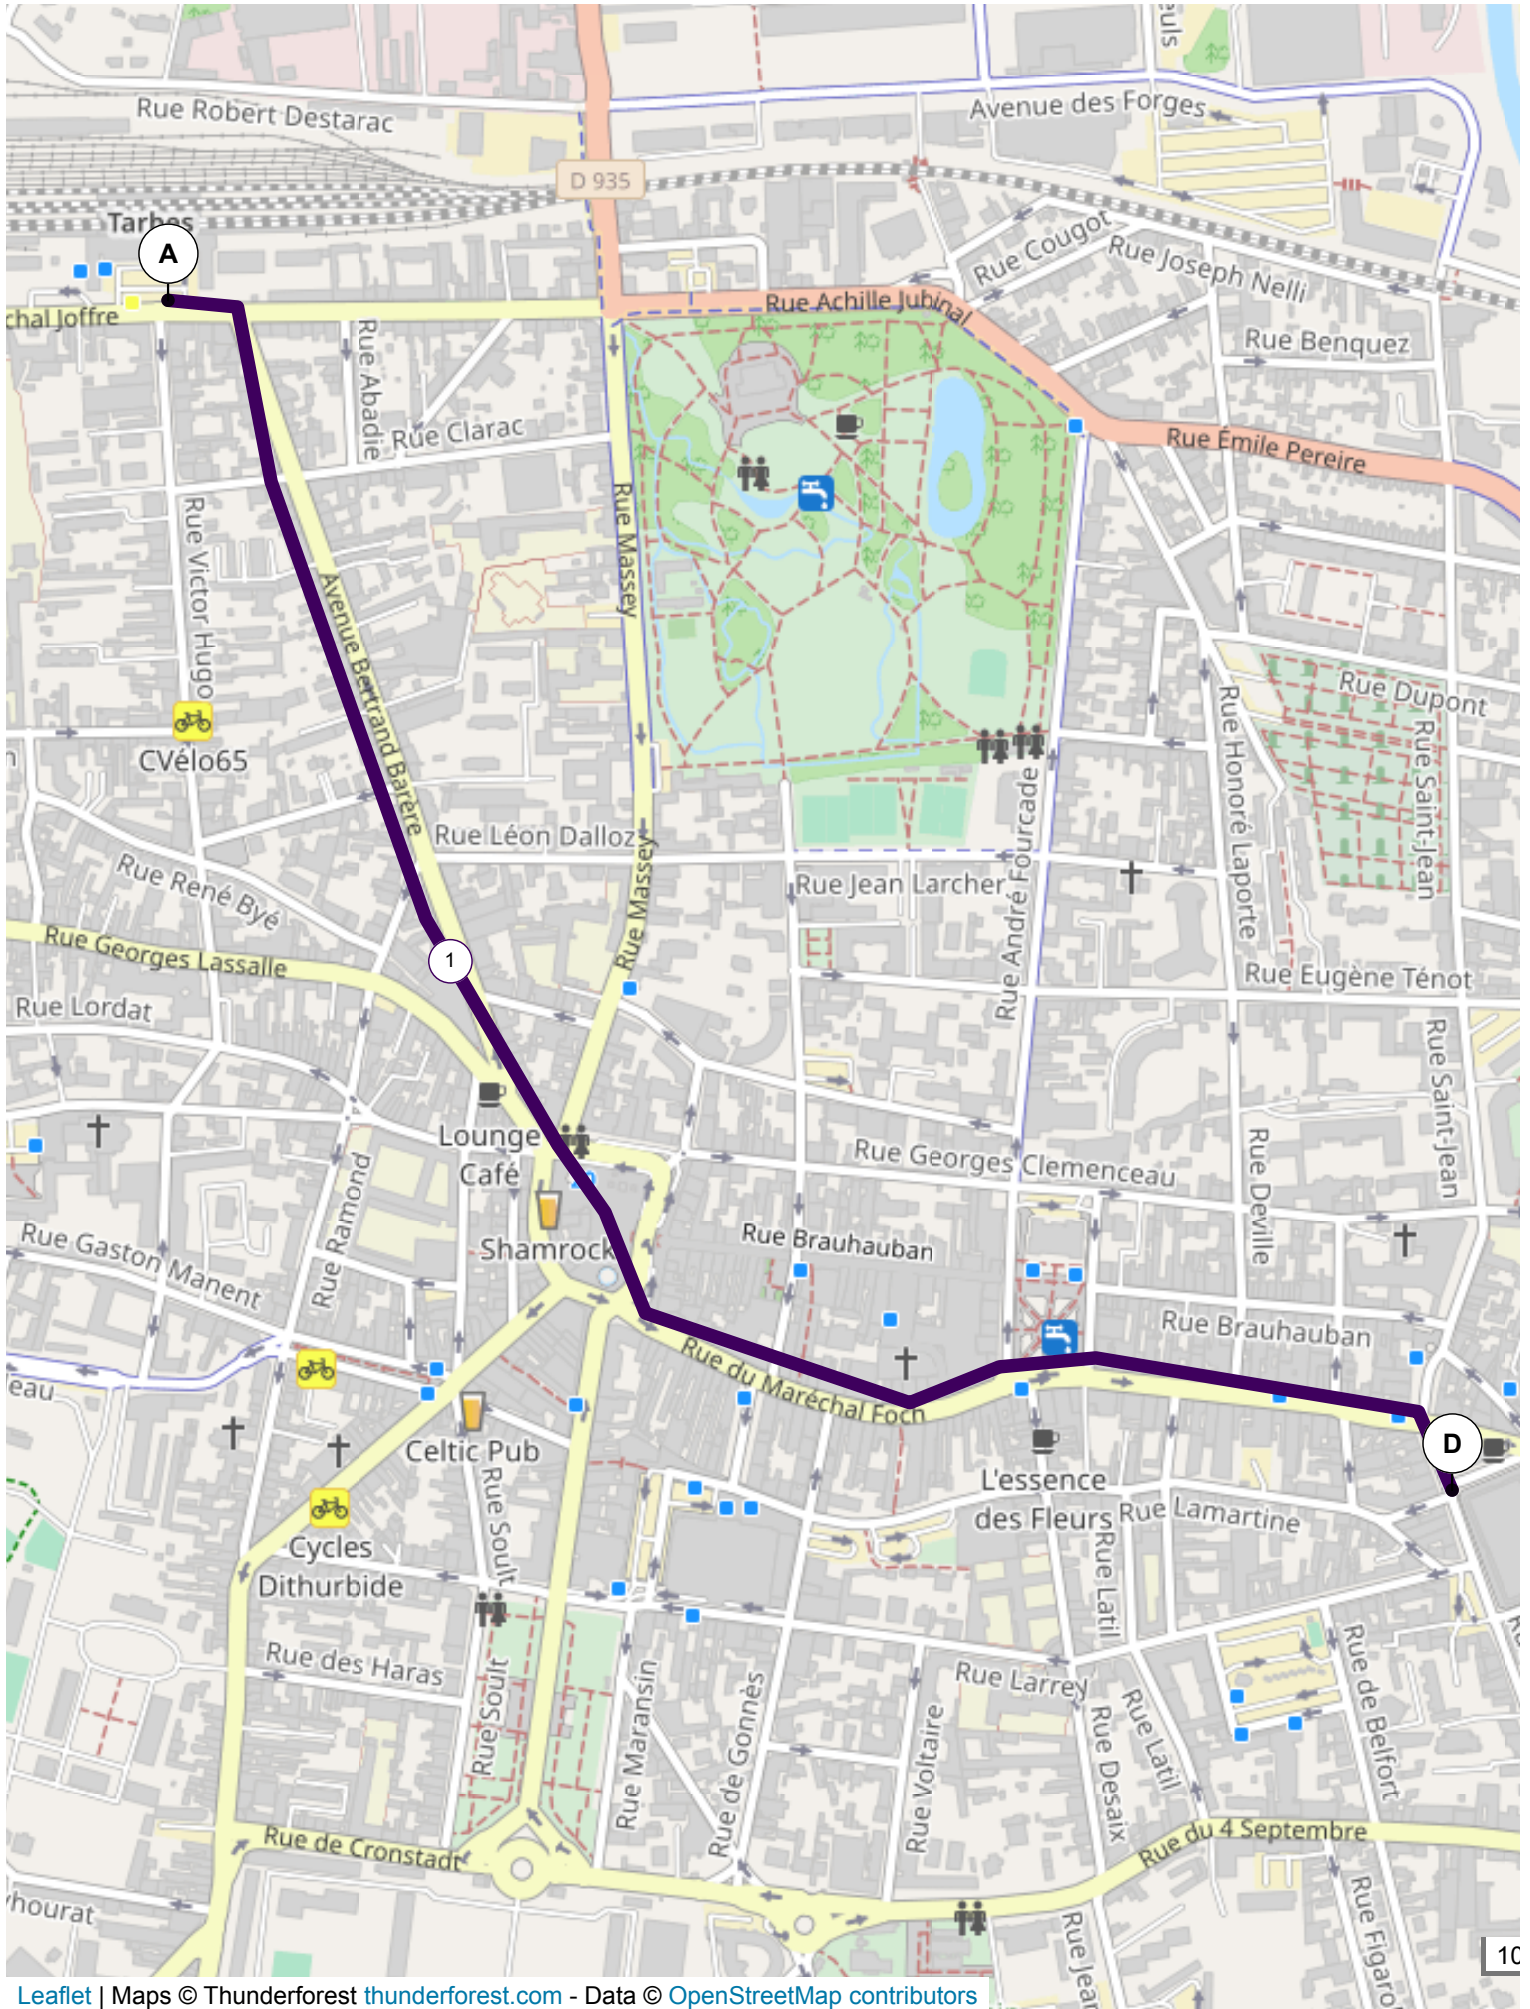 euls
Rue Robert Destarac
Avenue des Forges
D 935
Tarbes
A
Rue Cougot
Rue Joseph Nelli
chal Joffre
Rue Achille Jubinal
Rue Benquez
Rue Abadie
Rue Clarac
Rue Émile Pereire
Rue Massey
Rue Victor Hugo
Avenue Bertrand Barère
Rue Dupont
Rue Honoré Laporte
Rue Saint-Jean
CVélo65
n
Rue Léon Dalloz
Rue André Fourcade
Rue Jean Larcher
Rue René Byé
Rue Massey
Rue Georges Lassalle
1
Rue Eugène Ténot
Rue Lordat
Rue Saint-Jean
Lounge
Café
Rue Georges Clemenceau
Rue Deville
Rue Ramond
Rue Gaston Manent
Shamrock
Rue Brauhauban
Rue Brauhauban
Rue du Maréchal Foch
eau
D
Celtic Pub
Rue Soult
L'essence
des Fleurs
Rue Lamartine
Cycles
Dithurbide
Rue Latil
Rue des Haras
Rue Soult
Rue Maransin
Rue de Gonnès
Rue Voltaire
Rue Larrey
Rue Desaix
Rue Latil
Rue de Belfort
Rue de Cronstadt
Rue du 4 Septembre
yhourat
Rue Jean
Rue Figaro
10
Leaflet | Maps © Thunderforest thunderforest.com - Data © OpenStreetMap contributors